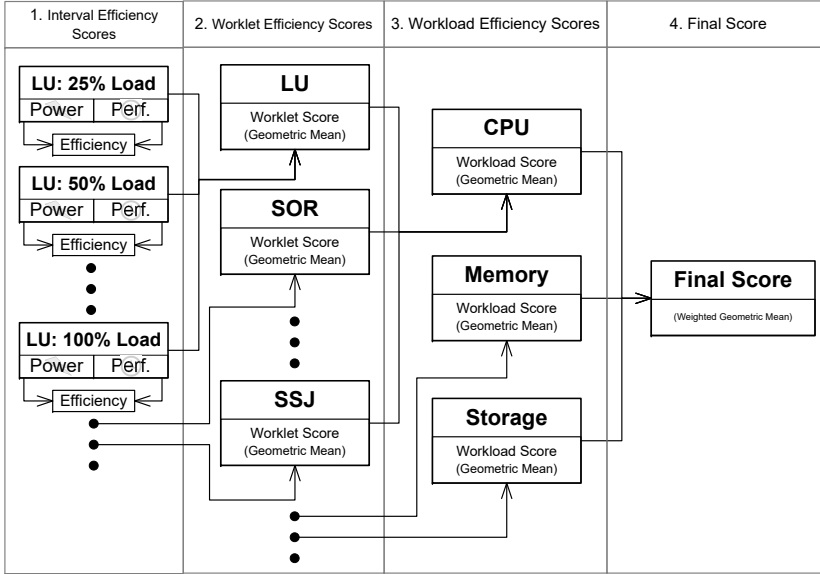 1. Interval Efficiency
Scores
2. Worklet Efficiency Scores
3. Workload Efficiency Scores
4. Final Score
LU: 25% Load
Power
Perf.
Efficiency
LU: 50% Load
Power
Perf.
Efficiency
LU: 100% Load
Power
Perf.
Efficiency
LU
Worklet Score
(Geometric Mean)
SOR
Worklet Score
(Geometric Mean)
SSJ
Worklet Score
(Geometric Mean)
CPU
Workload Score
(Geometric Mean)
Memory
Workload Score
(Geometric Mean)
Storage
Workload Score
(Geometric Mean)
Final Score
(Weighted Geometric Mean)